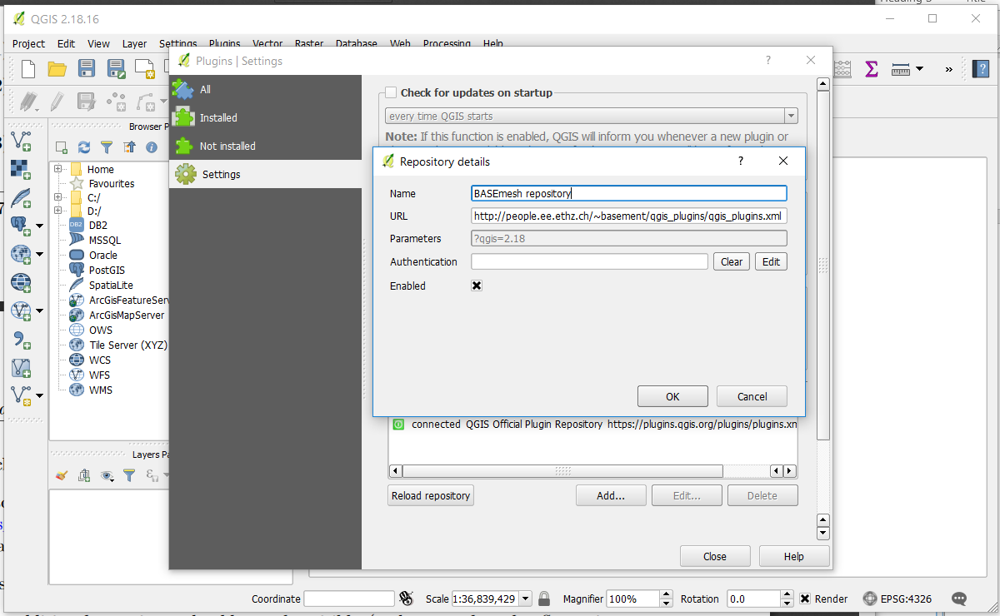 QGIS 2.18.16
Project Edit View Layer Settings Plugins Vector Raster Database Web Processing Help
Plugins | Settings
?
All
Installed
Not installed
Settings
Check for updates on startup
every time QGIS starts
Note: If this function is enabled, QGIS will inform you whenever a new plugin or
Repository details
?
Name BASEmesh repository
URL http://people.ee.ethz.ch/~basement/qgis_plugins/qgis_plugins.xml
Parameters ?qgis=2.18
Authentication Clear Edit
Enabled
OK Cancel
connected QGIS Official Plugin Repository https://plugins.qgis.org/plugins/plugins.xm
Reload repository Add... Edit... Delete
Close Help
Browser P
Home
Favourites
C:/
D:/
DB2
MSSQL
Oracle
PostGIS
SpatiaLite
ArcGisFeatureServ
ArcGisMapServer
OWS
Tile Server (XYZ)
WCS
WFS
WMS
Layers Pa
Coordinate Scale 1:36,839,429 Magnifier 100% Rotation 0.0 Render EPSG:4326